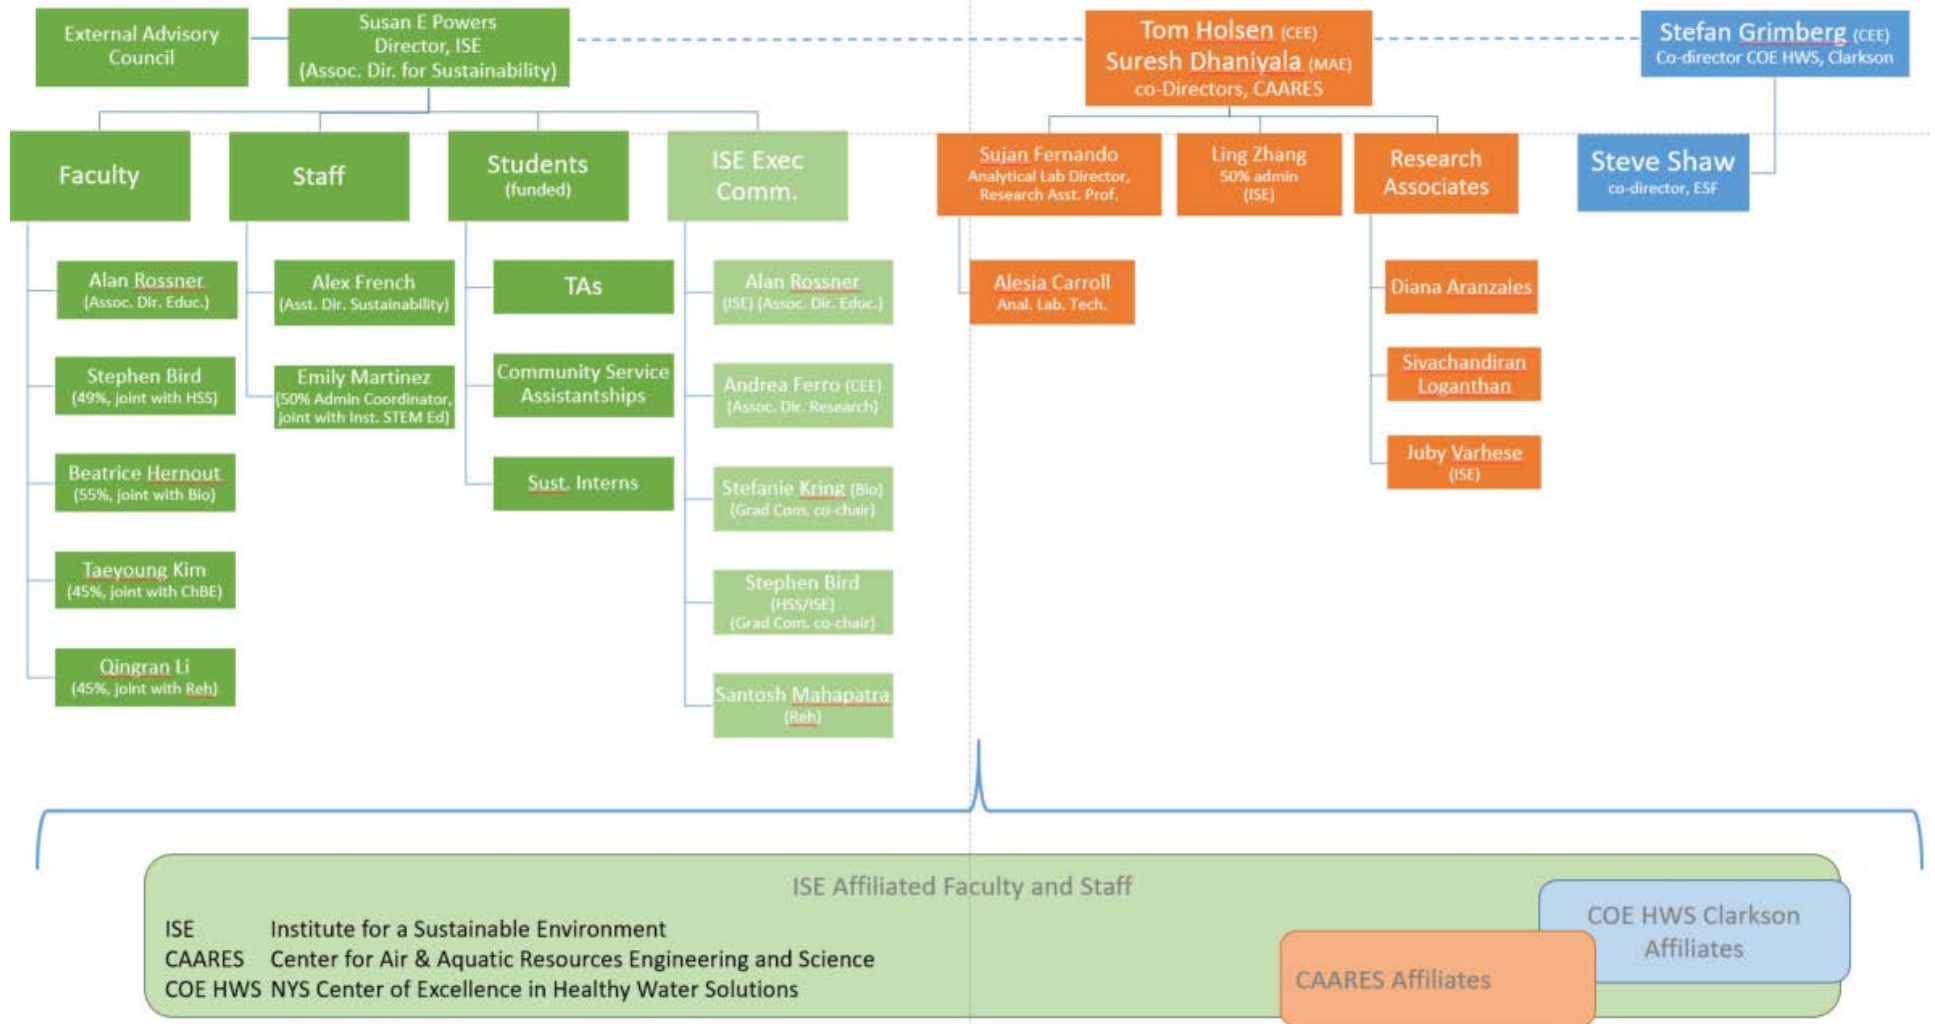 External Advisory
Council
Susan E Powers
Director, ISE
(Assoc. Dir. for Sustainability)
Tom Holsen (CEE)
Suresh Dhaniyala (MAE)
co-Directors, CAARES
Stefan Grimberg (CEE)
Co-director COE HWS, Clarkson
Faculty
Staff
Students
(funded)
ISE Exec
Comm.
Sujan Fernando
Analytical Lab Director,
Research Asst. Prof.
Ling Zhang
50% admin
(ISE)
Research
Associates
Steve Shaw
co-director, ESF
Alan Rossner
(Assoc. Dir. Educ.)
Stephen Bird
(49%, joint with HSS)
Beatrice Hernout
(55%, joint with Bio)
Taeyoung Kim
(45%, joint with ChBE)
Qingran Li
(45%, joint with Reh)
Alex French
(Asst. Dir. Sustainability)
Emily Martinez
(50% Admin Coordinator,
joint with Inst. STEM Ed)
TAs
Community Service
Assistantships
Sust. Interns
Alan Rossner
(ISE) (Assoc. Dir. Educ.)
Andrea Ferro (CEE)
(Assoc. Dir. Research)
Stefanie Kring (Bio)
(Grad Com. co-chair)
Stephen Bird
(HSS/ISE)
(Grad Com. co-chair)
Santosh Mahapatra
(Reh)
Alesia Carroll
Anal. Lab. Tech.
Diana Aranzales
Sivachandiran
Loganthan
Juby Varhese
(ISE)
ISE Affiliated Faculty and Staff
ISE Institute for a Sustainable Environment
CAARES Center for Air & Aquatic Resources Engineering and Science
COE HWS NYS Center of Excellence in Healthy Water Solutions
COE HWS Clarkson
Affiliates
CAARES Affiliates